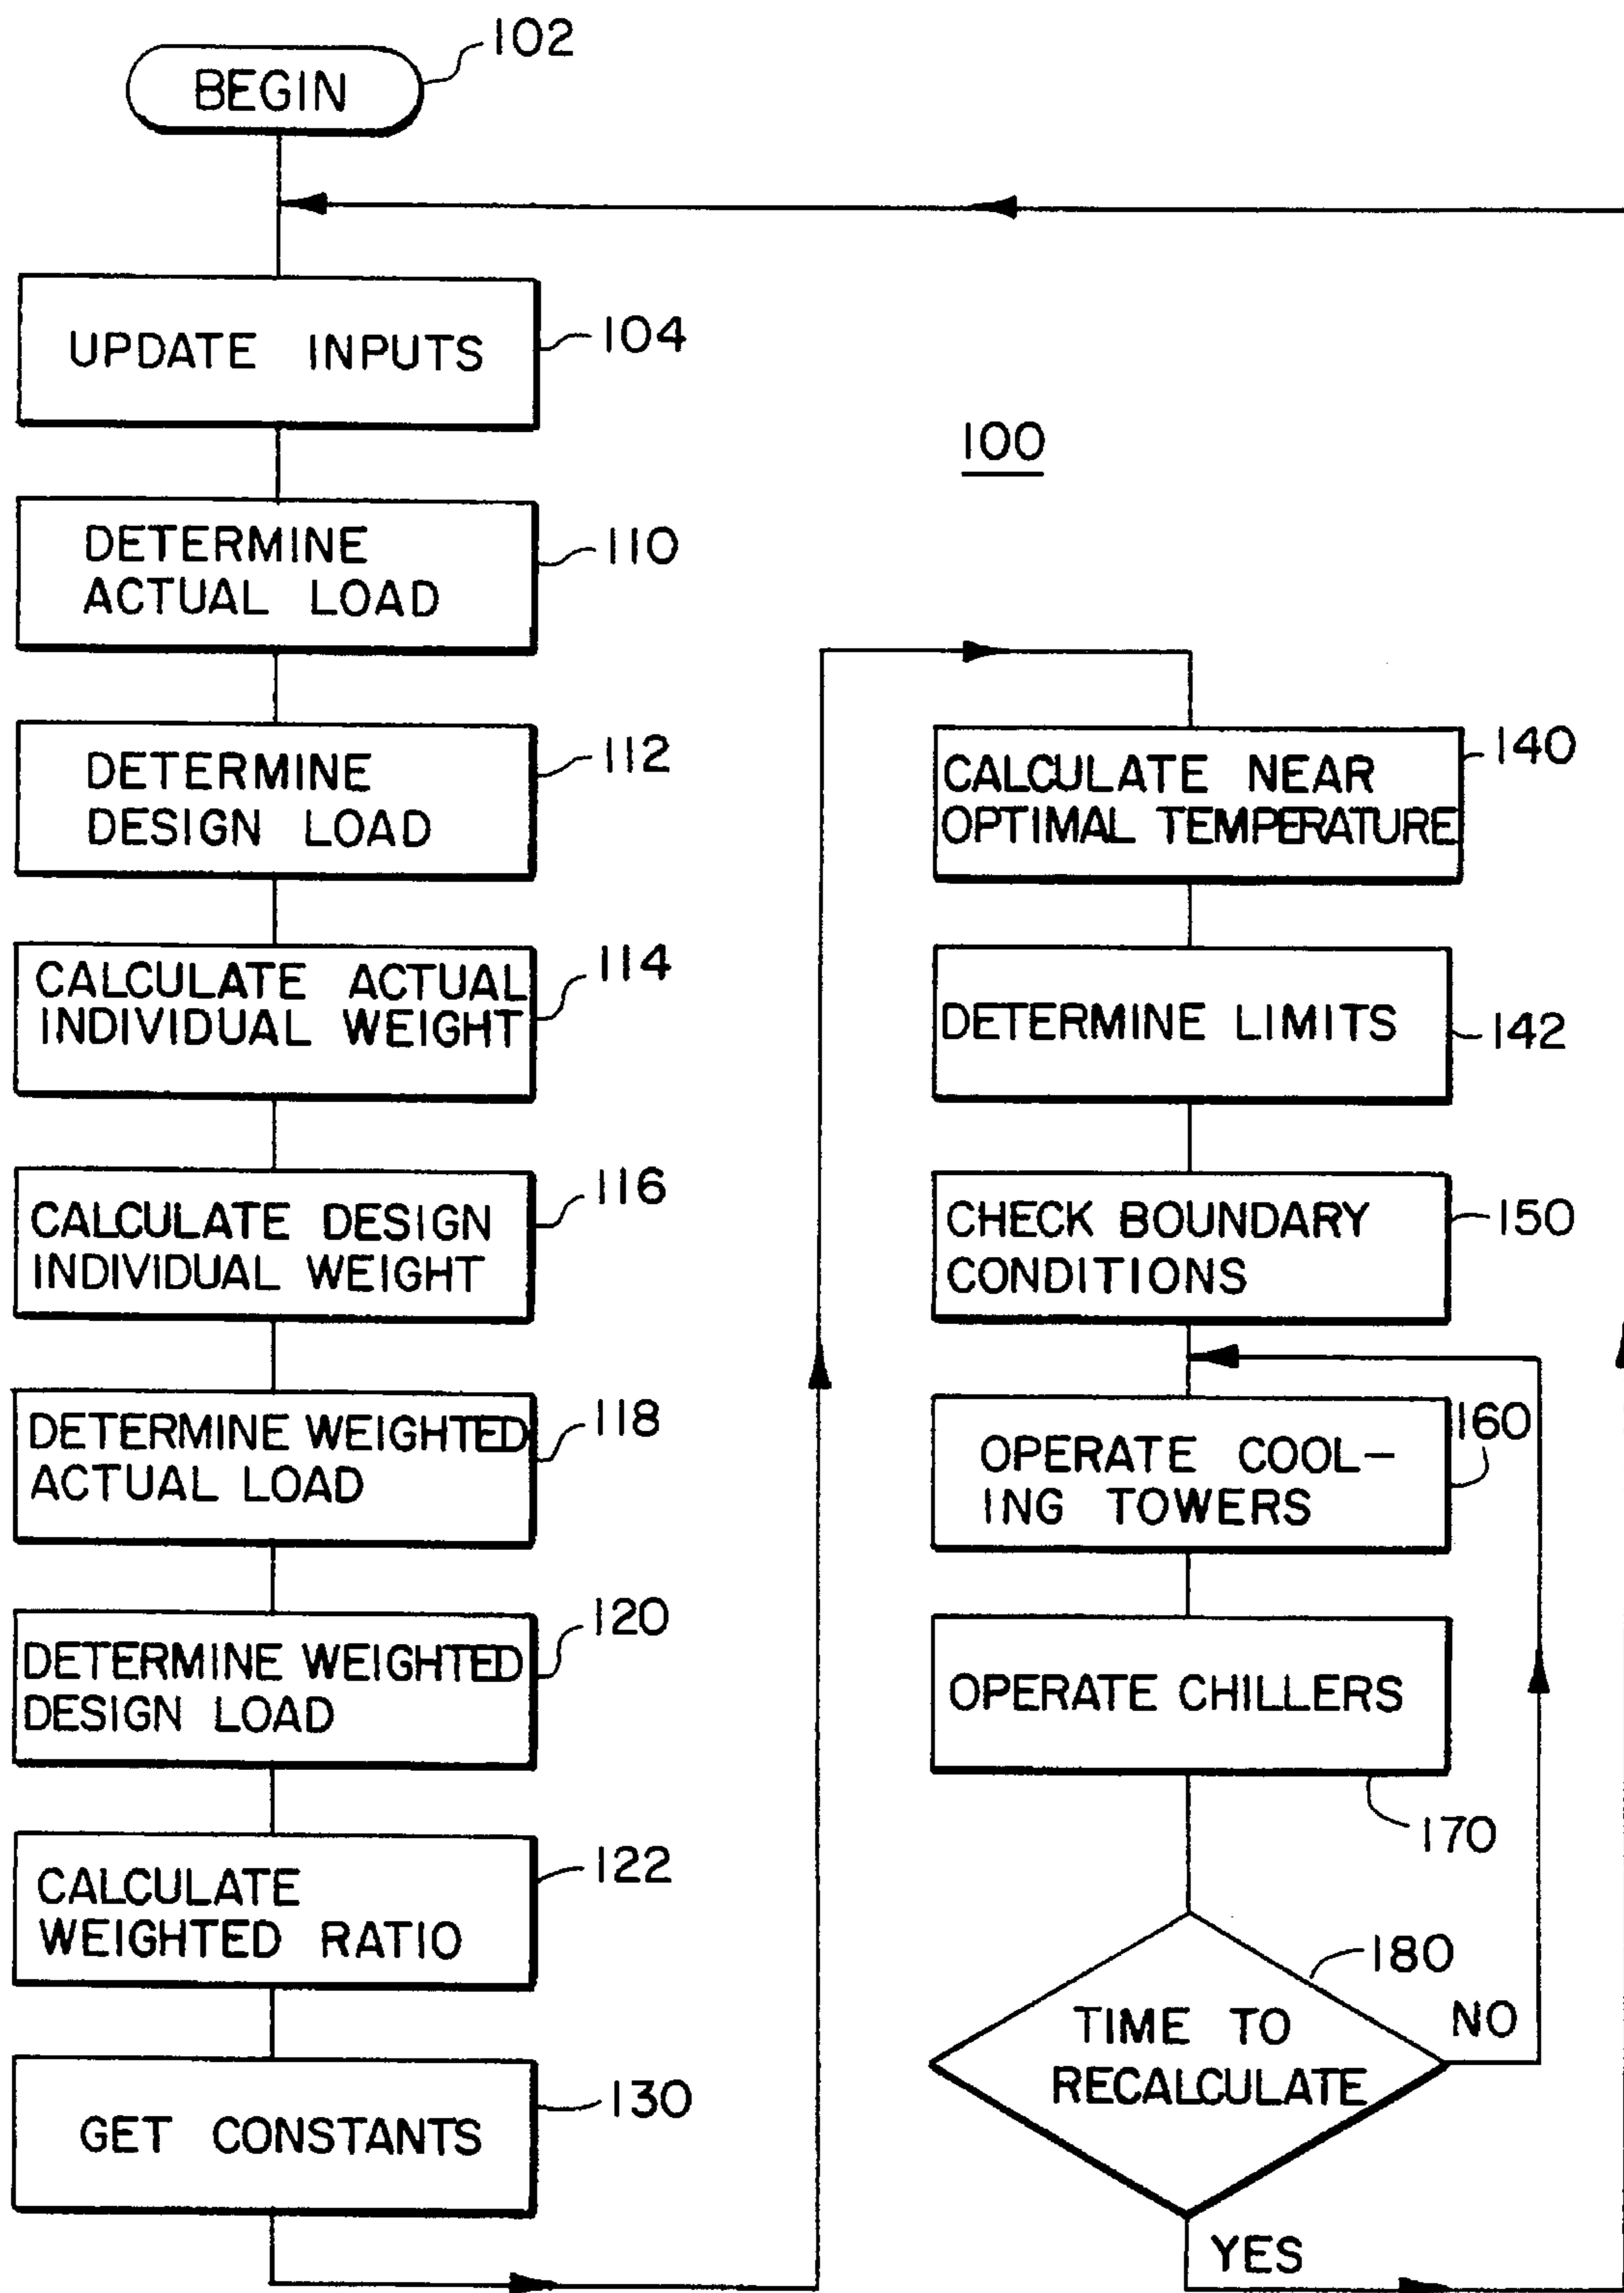 BEGIN
102
UPDATE INPUTS
104
100
DETERMINE
ACTUAL LOAD
110
DETERMINE
DESIGN LOAD
112
CALCULATE ACTUAL
INDIVIDUAL WEIGHT
114
CALCULATE DESIGN
INDIVIDUAL WEIGHT
116
DETERMINE WEIGHTED
ACTUAL LOAD
118
DETERMINE WEIGHTED
DESIGN LOAD
120
CALCULATE
WEIGHTED RATIO
122
GET CONSTANTS
130
CALCULATE NEAR
OPTIMAL TEMPERATURE
140
DETERMINE LIMITS
142
CHECK BOUNDARY
CONDITIONS
150
OPERATE COOL-
ING TOWERS
160
OPERATE CHILLERS
170
TIME TO
RECALCULATE
180
NO
YES